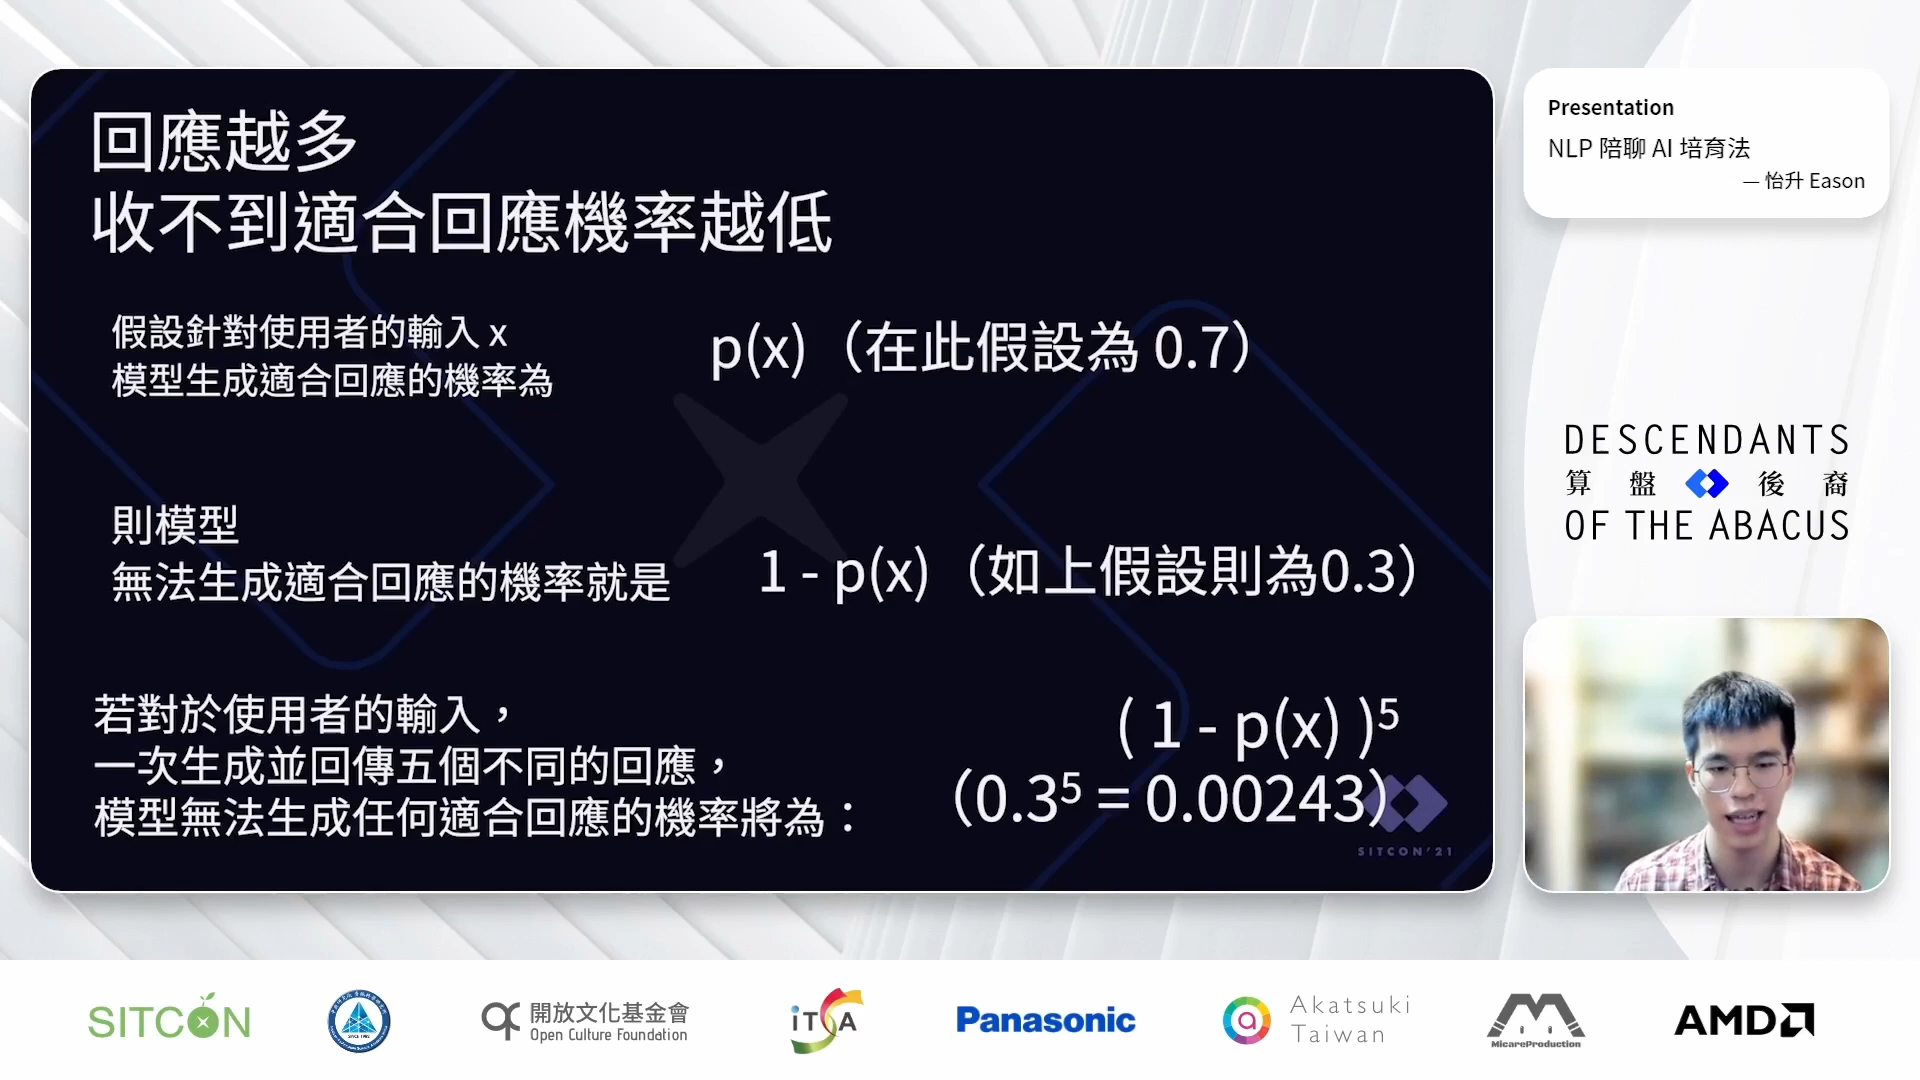 回應越多
收不到適合回應機率越低
假設針對使用者的輸入 x
模型生成適合回應的機率為
p(x)（在此假設為 0.7）
則模型
無法生成適合回應的機率就是
1 - p(x)（如上假設則為0.3）
若對於使用者的輸入，
一次生成並回傳五個不同的回應，
模型無法生成任何適合回應的機率將為：
( 1 - p(x) )⁵
（0.3⁵ = 0.00243）
SITCON'21
Presentation
NLP 陪聊 AI 培育法
— 怡升 Eason
DESCENDANTS
算盤後裔
OF THE ABACUS
SITCON
開放文化基金會
Open Culture Foundation
iTSA
Panasonic
Akatsuki
Taiwan
MicareProduction
AMD